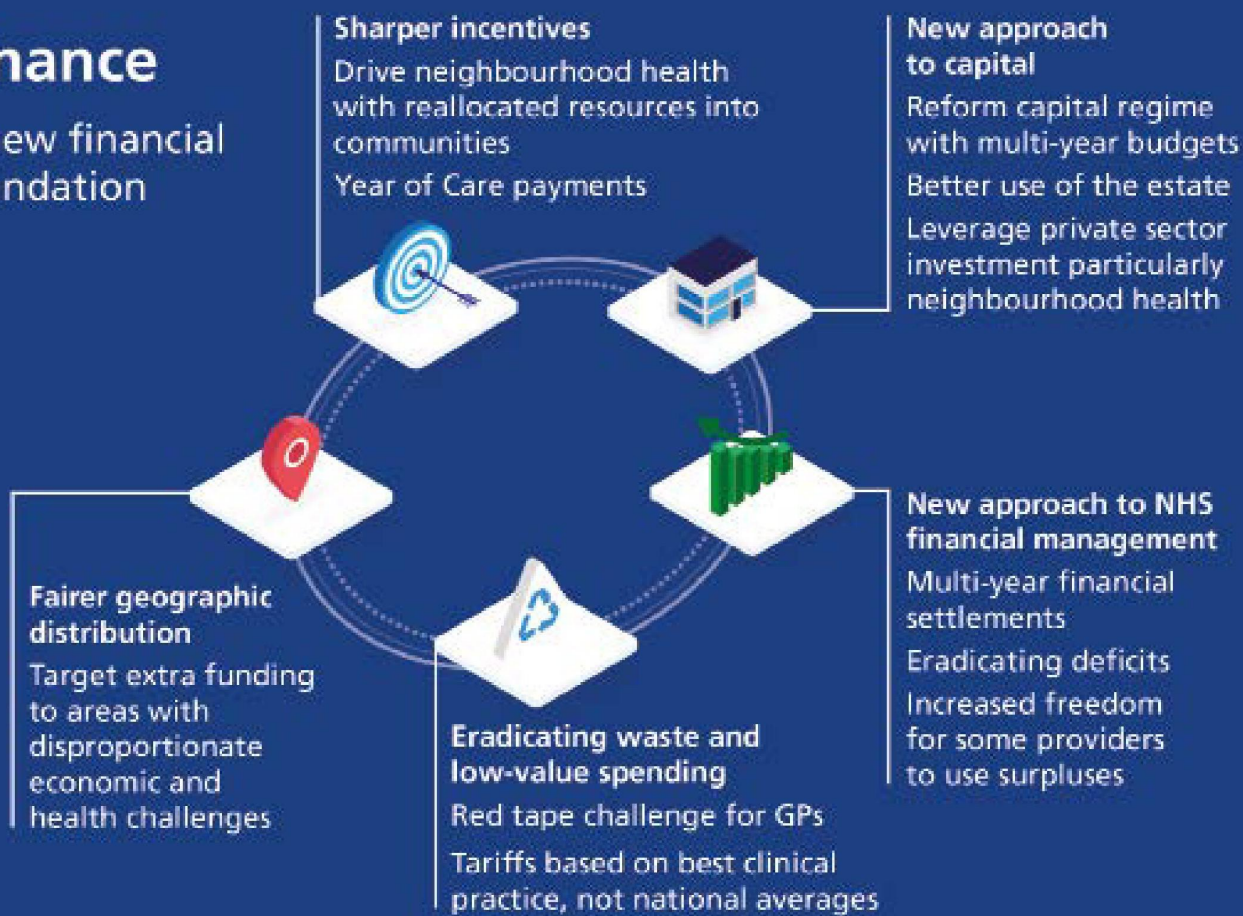 nance
ew financial
ndation
Sharper incentives
Drive neighbourhood health
with reallocated resources into
communities
Year of Care payments
New approach
to capital
Reform capital regime
with multi-year budgets
Better use of the estate
Leverage private sector
investment particularly
neighbourhood health
New approach to NHS
financial management
Multi-year financial
settlements
Eradicating deficits
Increased freedom
for some providers
to use surpluses
Eradicating waste and
low-value spending
Red tape challenge for GPs
Tariffs based on best clinical
practice, not national averages
Fairer geographic
distribution
Target extra funding
to areas with
disproportionate
economic and
health challenges